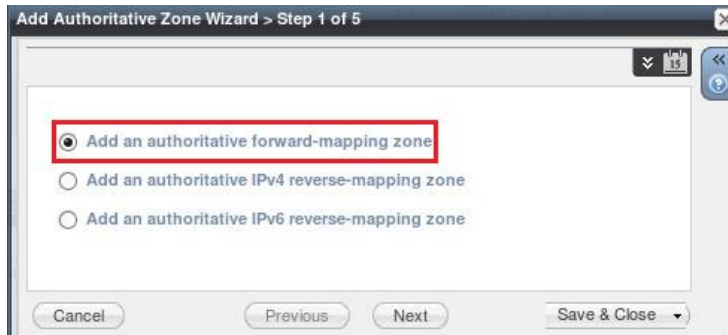 Add Authoritative Zone Wizard > Step 1 of 5
15
Add an authoritative forward-mapping zone
Add an authoritative IPv4 reverse-mapping zone
Add an authoritative IPv6 reverse-mapping zone
Cancel Previous Next Save & Close